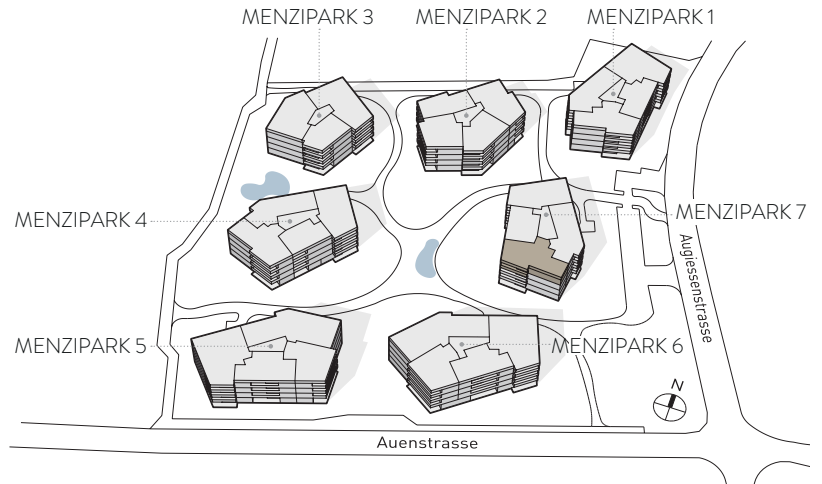 MENZIPARK 3
MENZIPARK 2
MENZIPARK 1
MENZIPARK 4
MENZIPARK 7
Augiessenstrasse
MENZIPARK 5
MENZIPARK 6
N
Auenstrasse